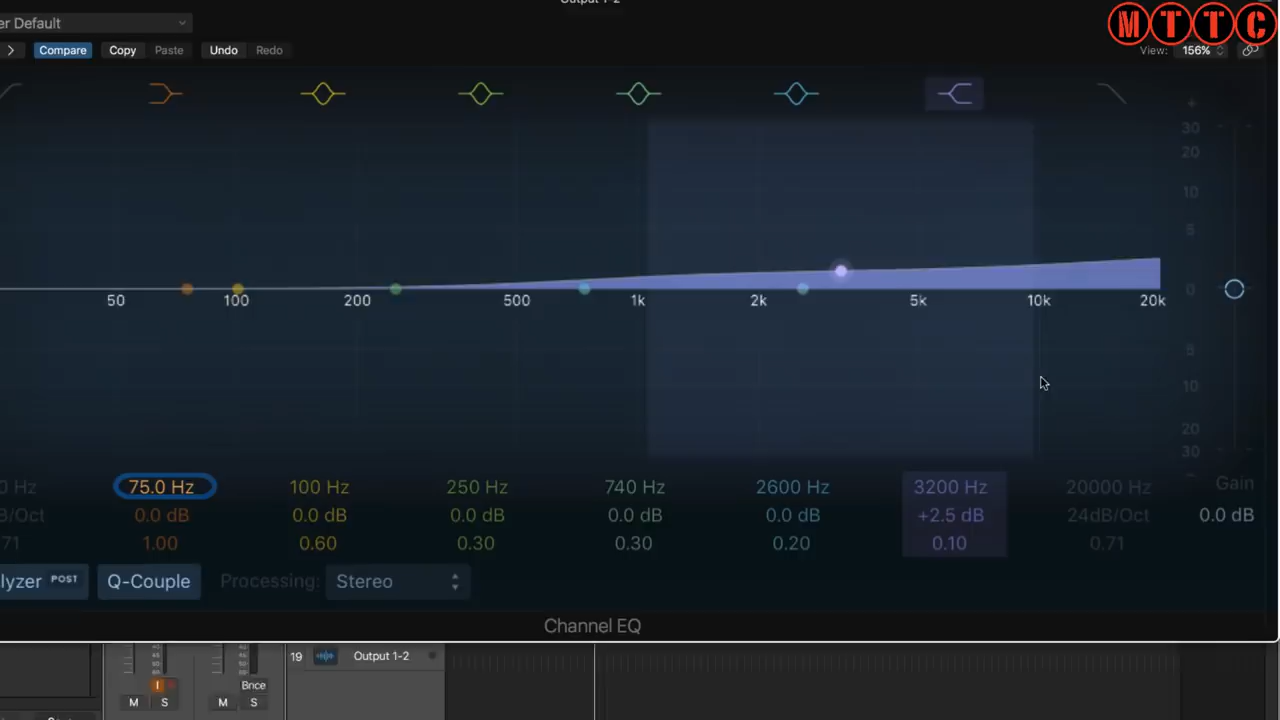 Output 1-2
er Default
MTTC
Compare Copy Paste Undo Redo
View: 156%
+
30
20
10
5
0
5
10
20
30
-
50 100 200 500 1k 2k 5k 10k 20k
0 Hz 75.0 Hz 100 Hz 250 Hz 740 Hz 2600 Hz 3200 Hz 20000 Hz Gain
B/Oct 0.0 dB 0.0 dB 0.0 dB 0.0 dB 0.0 dB +2.5 dB 24dB/Oct 0.0 dB
71 1.00 0.60 0.30 0.30 0.20 0.10 0.71
lyzer POST Q-Couple Processing: Stereo
Channel EQ
19 Output 1-2
I Bnce
M S M S